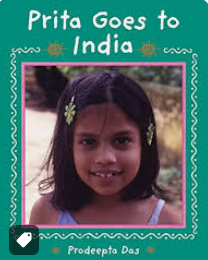 Prita Goes to
India
Prodeepta Das